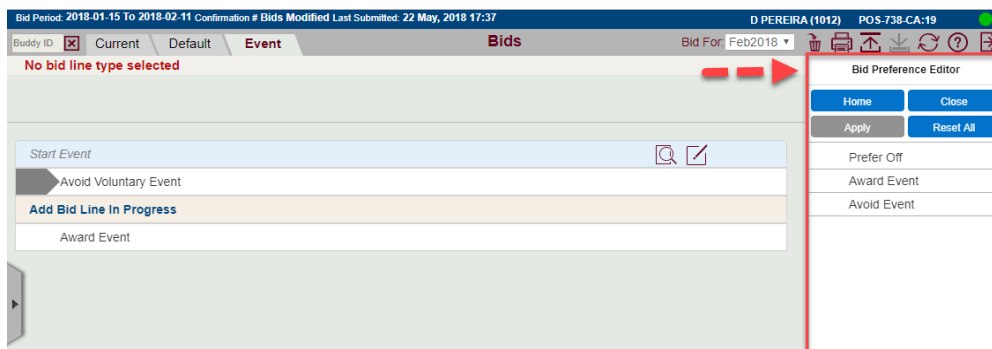 Bid Period: 2018-01-15 To 2018-02-11 Confirmation # Bids Modified Last Submitted: 22 May, 2018 17:37 D PEREIRA (1012) POS-738-CA:19
Buddy ID Current Default Event Bids Bid For: Feb2018
No bid line type selected
Bid Preference Editor
Home Close
Apply Reset All
Start Event
Prefer Off
Avoid Voluntary Event
Award Event
Add Bid Line In Progress
Avoid Event
Award Event